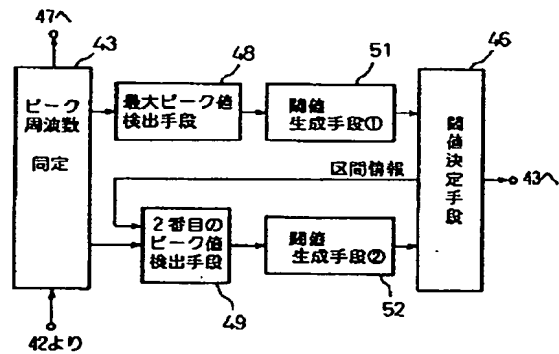 47へ
43
48
51
46
ピーク
周波数
同定
最大ピーク値
検出手段
閾値
生成手段①
閾値決定手段
区間情報
43へ
2番目の
ピーク値
検出手段
閾値
生成手段②
49
52
42より